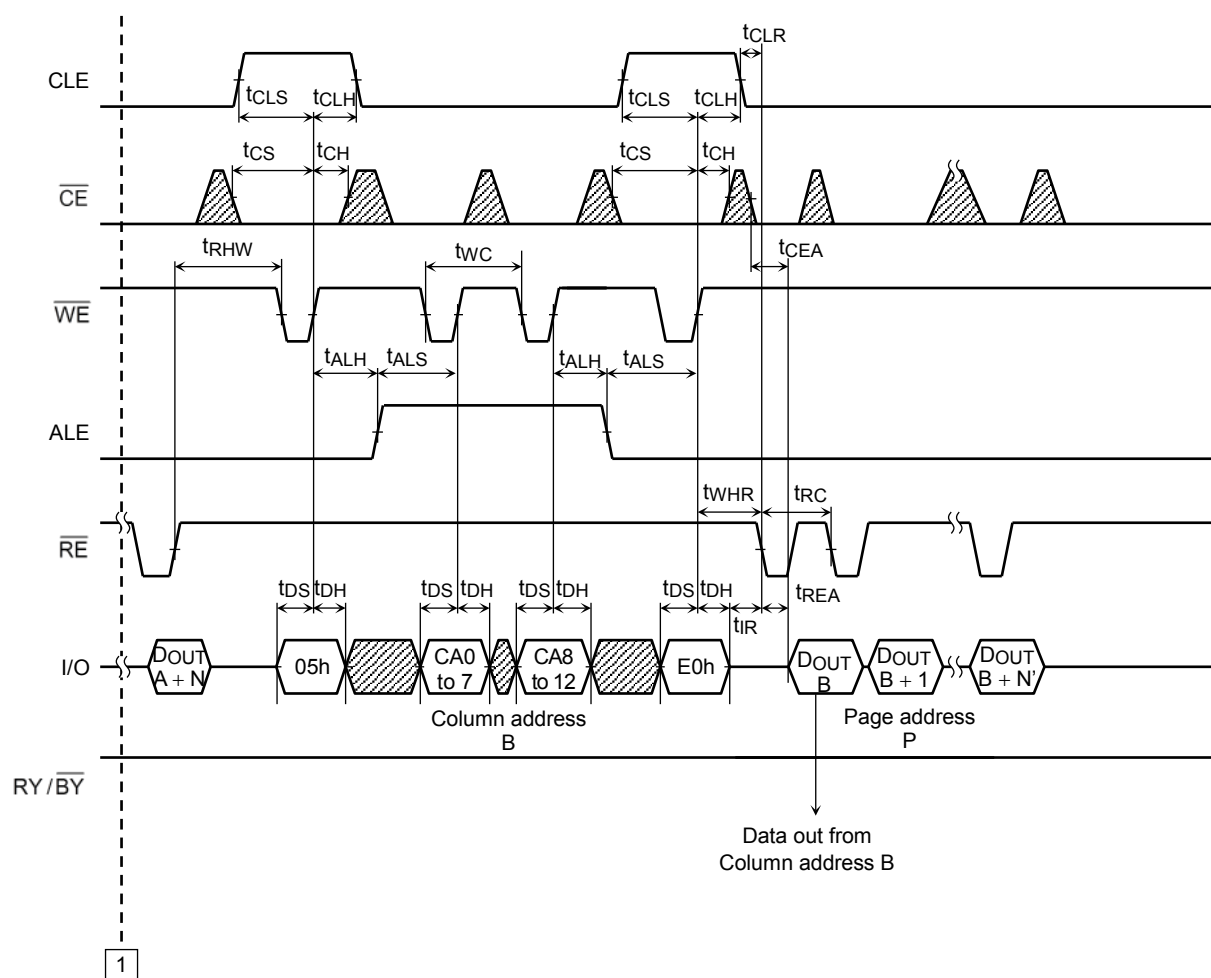 tCLR
CLE
tCLS tCLH tCLS tCLH
tCS tCH tCS tCH
CE
tRHW tWC tCEA
WE
tALH tALS tALH tALS
ALE
tWHR tRC
RE
tDS tDH tDS tDH tDS tDH tDS tDH tREA
tIR
I/O
DOUT
A + N
05h
CA0
to 7
CA8
to 12
E0h
DOUT
B
DOUT
B + 1
DOUT
B + N’
Column address
B
Page address
P
RY / BY
Data out from
Column address B
1